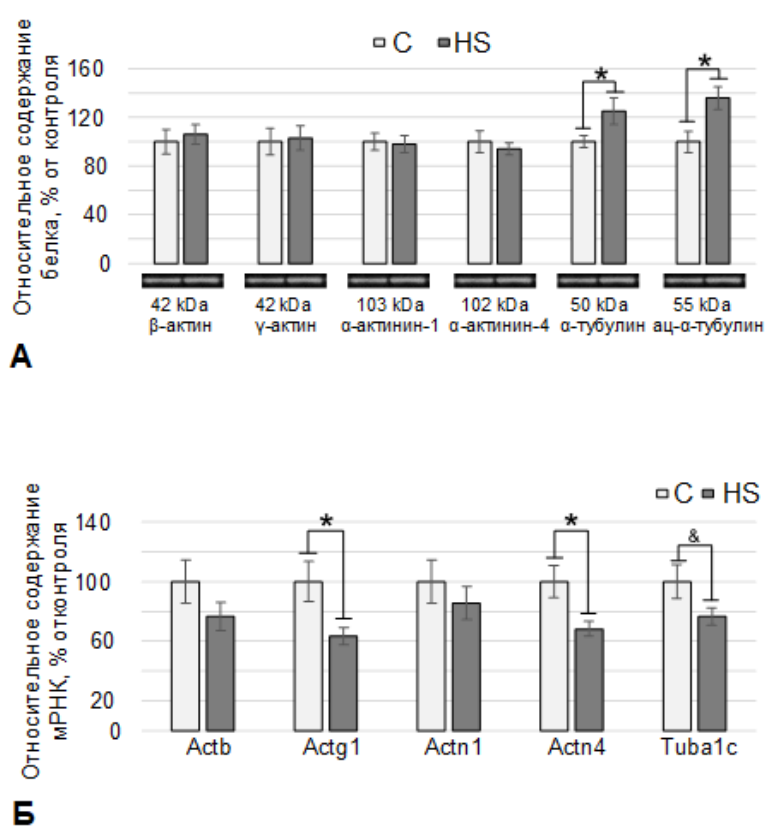 C HS
Относительное содержание
белка, % от контроля
160
120
100
80
40
0
* *
42 kDa 42 kDa 103 kDa 102 kDa 50 kDa 55 kDa
β-актин γ-актин α-актинин-1 α-актинин-4 α-тубулин ац-α-тубулин
А
C HS
Относительное содержание
мРНК, % отконтроля
140
100
60
20
0
* * &
Actb Actg1 Actn1 Actn4 Tuba1c
Б